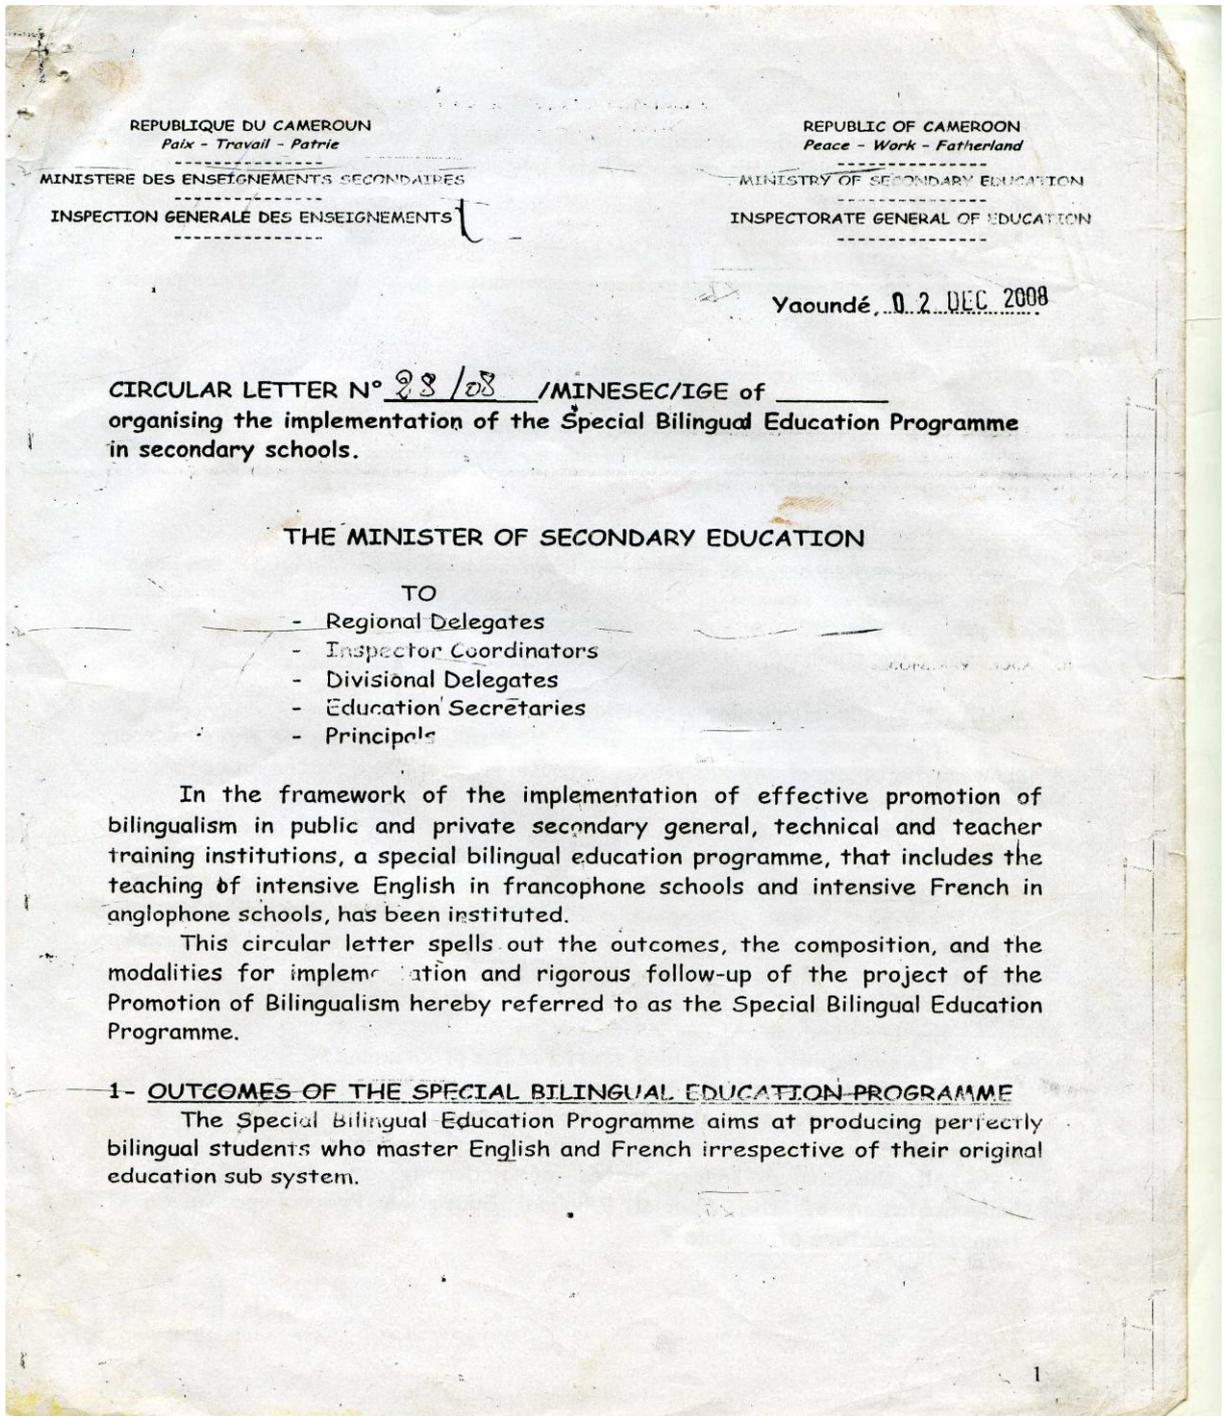 REPUBLIQUE DU CAMEROUN
Paix - Travail - Patrie
MINISTERE DES ENSEIGNEMENTS SECONDAIRES
INSPECTION GENERALE DES ENSEIGNEMENTS
REPUBLIC OF CAMEROON
Peace - Work - Fatherland
MINISTRY OF SECONDARY EDUCATION
INSPECTORATE GENERAL OF EDUCATION
Yaoundé, 02 DEC 2008
CIRCULAR LETTER N° /08 /MINESEC/IGE of ________
organising the implementation of the Special Bilingual Education Programme
in secondary schools.
THE MINISTER OF SECONDARY EDUCATION
TO
- Regional Delegates
- Inspector Coordinators
- Divisional Delegates
- Education Secretaries
- Principals
In the framework of the implementation of effective promotion of
bilingualism in public and private secondary general, technical and teacher
training institutions, a special bilingual education programme, that includes the
teaching of intensive English in francophone schools and intensive French in
anglophone schools, has been instituted.
This circular letter spells out the outcomes, the composition, and the
modalities for implementation and rigorous follow-up of the project of the
Promotion of Bilingualism hereby referred to as the Special Bilingual Education
Programme.
1- OUTCOMES OF THE SPECIAL BILINGUAL EDUCATION PROGRAMME
The Special Bilingual Education Programme aims at producing perfectly
bilingual students who master English and French irrespective of their original
education sub system.
1